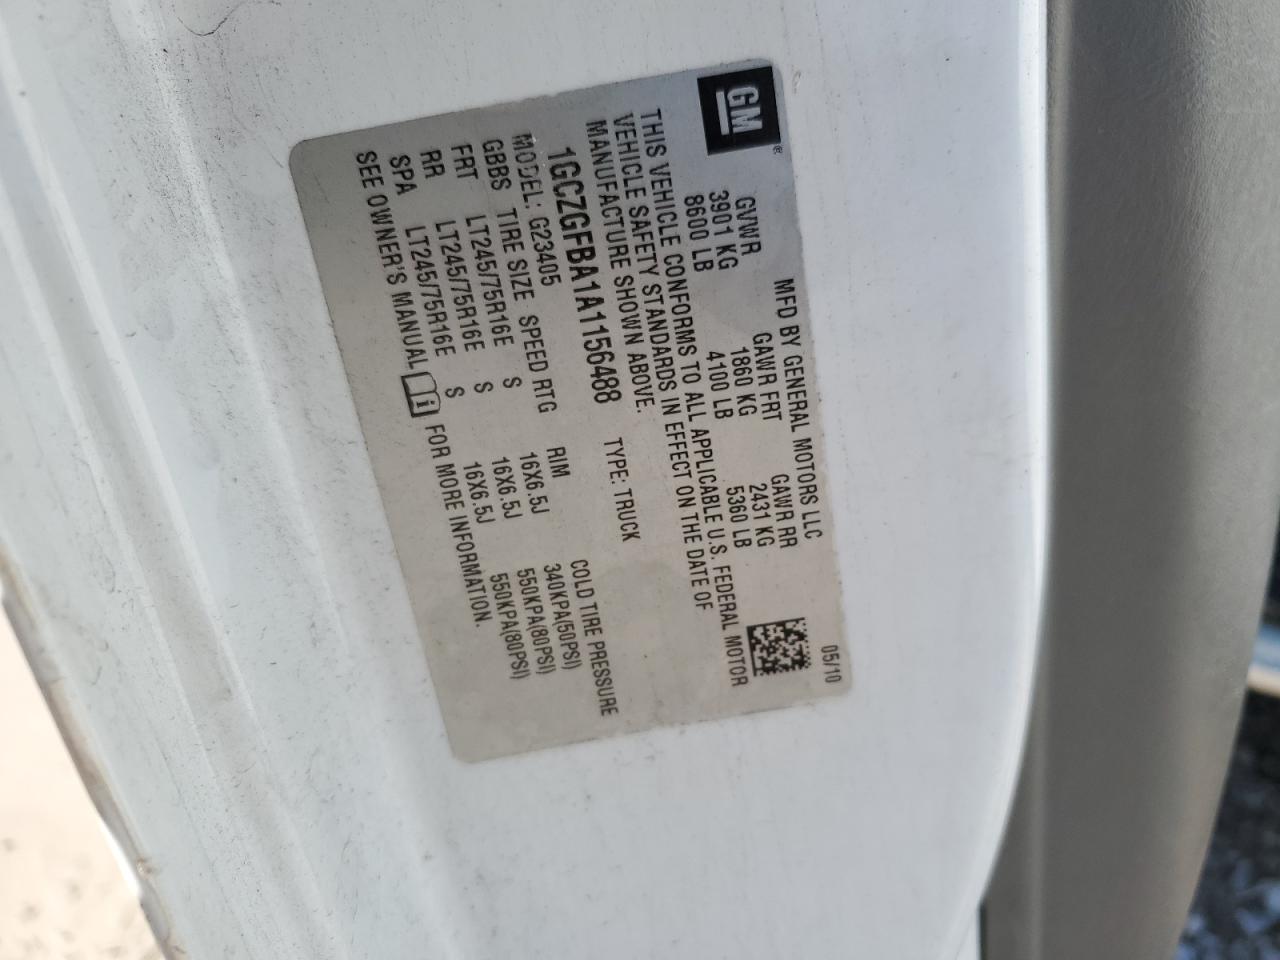 GM®
MFD BY GENERAL MOTORS LLC
05/10
GVWR GAWR FRT GAWR RR
3901 KG 1860 KG 2431 KG
8600 LB 4100 LB 5360 LB
THIS VEHICLE CONFORMS TO ALL APPLICABLE U.S. FEDERAL MOTOR
VEHICLE SAFETY STANDARDS IN EFFECT ON THE DATE OF
MANUFACTURE SHOWN ABOVE.
1GCZGFBA1A1156488 TYPE: TRUCK
MODEL: G23405
GBBS TIRE SIZE SPEED RTG RIM COLD TIRE PRESSURE
FRT LT245/75R16E S 16X6.5J 340KPA(50PSI)
RR LT245/75R16E S 16X6.5J 550KPA(80PSI)
SPA LT245/75R16E S 16X6.5J 550KPA(80PSI)
SEE OWNER'S MANUAL i FOR MORE INFORMATION.